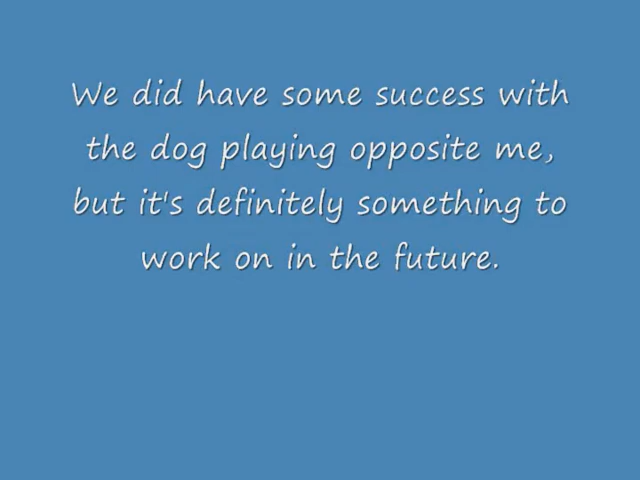 We did have some success with
the dog playing opposite me,
but it's definitely something to
work on in the future.